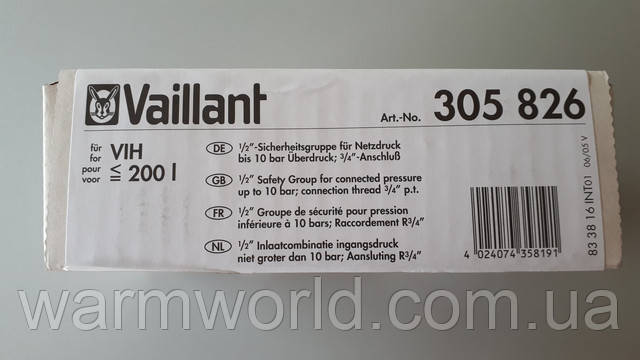 Vaillant
Art.-No. 305 826
für
for
pour
voor
VIH
≤ 200 l
DE ½"-Sicherheitsgruppe für Netzdruck
bis 10 bar Überdruck; ¾"-Anschluß
GB ½" Safety Group for connected pressure
up to 10 bar; connection thread ¾ p.t.
FR ½" Groupe de sécurité pour pression
inférieure à 10 bars; Raccordement R¾"
NL ½" Inlaatcombinatie ingangsdruck
niet groter dan 10 bar; Aansluting R¾"
4 024074 358191
83 38 16 INT01 06/05 V
warmworld.com.ua